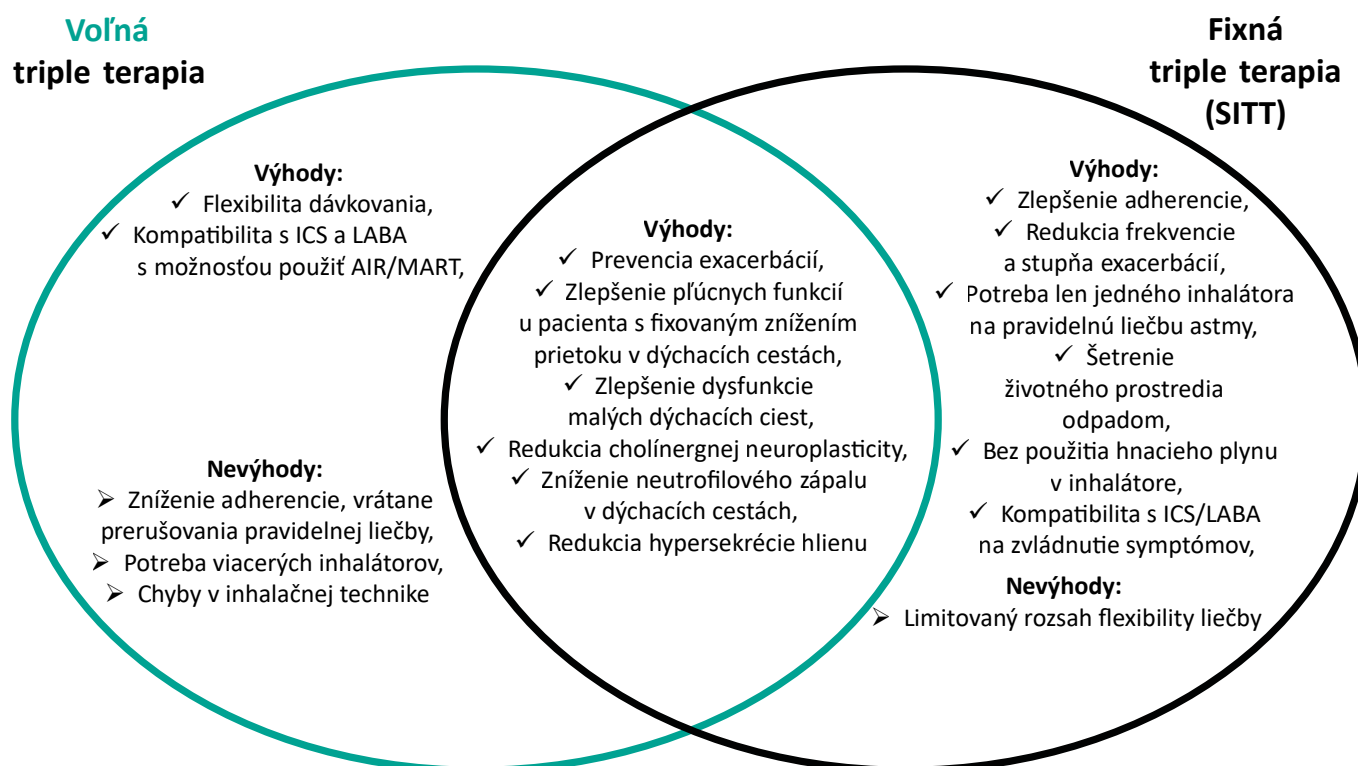 Voľná
triple terapia
Fixná
triple terapia
(SITT)
Výhody:
✓ Flexibilita dávkovania,
✓ Kompatibilita s ICS a LABA
s možnosťou použiť AIR/MART,
Nevýhody:
➢ Zníženie adherencie, vrátane
prerušovania pravidelnej liečby,
➢ Potreba viacerých inhalátorov,
➢ Chyby v inhalačnej technike
Výhody:
✓ Prevencia exacerbácií,
✓ Zlepšenie pľúcnych funkcií
u pacienta s fixovaným znížením
prietoku v dýchacích cestách,
✓ Zlepšenie dysfunkcie
malých dýchacích ciest,
✓ Redukcia cholínergnej neuroplasticity,
✓ Zníženie neutrofilového zápalu
v dýchacích cestách,
✓ Redukcia hypersekrécie hlienu
Výhody:
✓ Zlepšenie adherencie,
✓ Redukcia frekvencie
a stupňa exacerbácií,
✓ Potreba len jedného inhalátora
na pravidelnú liečbu astmy,
✓ Šetrenie
životného prostredia
odpadom,
✓ Bez použitia hnacieho plynu
v inhalátore,
✓ Kompatibilita s ICS/LABA
na zvládnutie symptómov,
Nevýhody:
➢ Limitovaný rozsah flexibility liečby